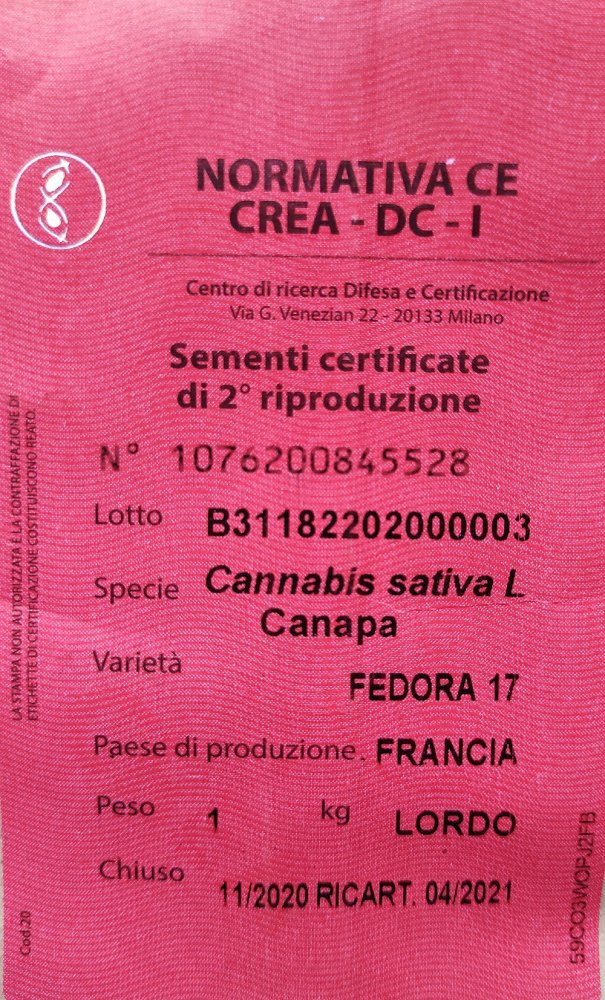 NORMATIVA CE
CREA - DC - I
Centro di ricerca Difesa e Certificazione
Via G. Venezian 22 - 20133 Milano
Sementi certificate
di 2° riproduzione
N° 1076200845528
Lotto B31182202000003
Specie Cannabis sativa L
Canapa
Varietà
FEDORA 17
Paese di produzione. FRANCIA
Peso 1 kg LORDO
Chiuso 11/2020 RICART. 04/2021
LA STAMPA NON AUTORIZZATA E LA CONTRAFFAZIONE DI
ETICHETTE DI CERTIFICAZIONE COSTITUISCONO REATO.
Cod.20
59CO3WOPJ2FB